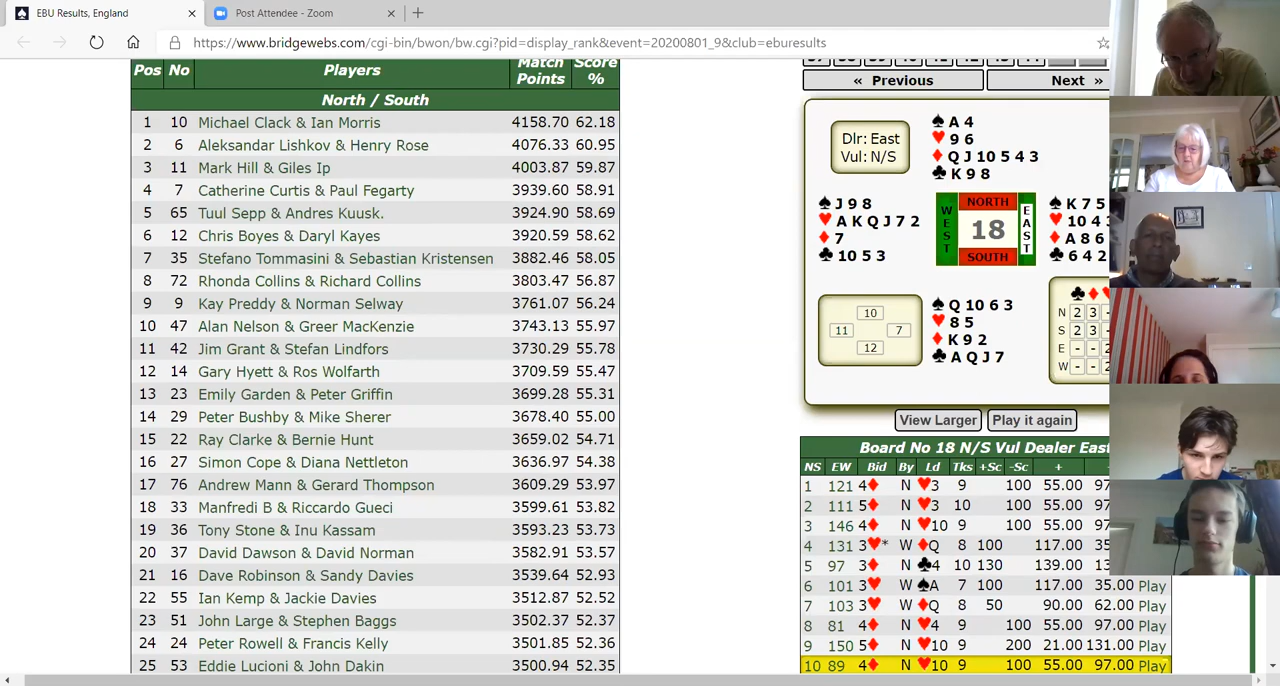 EBU Results, England
Post Attendee - Zoom
https://www.bridgewebs.com/cgi-bin/bwon/bw.cgi?pid=display_rank&event=20200801_9&club=eburesults
Pos No Players Match Points Score %
North / South
1 10 Michael Clack & Ian Morris 4158.70 62.18
2 6 Aleksandar Lishkov & Henry Rose 4076.33 60.95
3 11 Mark Hill & Giles Ip 4003.87 59.87
4 7 Catherine Curtis & Paul Fegarty 3939.60 58.91
5 65 Tuul Sepp & Andres Kuusk. 3924.90 58.69
6 12 Chris Loyes & Daryl Kayes 3920.59 58.62
7 35 Stefano Tommasini & Sebastian Kristensen 3882.46 58.05
8 72 Rhonda Collins & Richard Collins 3803.47 56.87
9 9 Kay Preddy & Norman Selway 3761.07 56.24
10 47 Alan Nelson & Greer MacKenzie 3743.13 55.97
11 42 Jim Grant & Stefan Lindfors 3730.29 55.78
12 14 Gary Hyett & Ros Wolfarth 3709.59 55.47
13 23 Emily Garden & Peter Griffin 3699.28 55.31
14 29 Peter Bushby & Mike Sherer 3678.40 55.00
15 22 Ray Clarke & Bernie Hunt 3659.02 54.71
16 27 Simon Cope & Diana Nettleton 3636.97 54.38
17 76 Andrew Mann & Gerard Thompson 3609.29 53.97
18 33 Manfredi B & Riccardo Gueci 3599.61 53.82
19 36 Tony Stone & Inu Kassam 3593.23 53.73
20 37 David Dawson & David Norman 3582.91 53.57
21 16 Dave Robinson & Sandy Davies 3539.64 52.93
22 55 Ian Kemp & Jackie Davies 3512.87 52.52
23 51 John Large & Stephen Baggs 3502.37 52.37
24 24 Peter Rowell & Francis Kelly 3501.85 52.36
25 53 Eddie Lucioni & John Dakin 3500.94 52.35
« Previous
Next »
Dlr: East
Vul: N/S
♠ A 4
♥ 9 6
♦ Q J 10 5 4 3
♣ K 9 8
♠ J 9 8
♥ A K Q J 7 2
♦ 7
♣ 10 5 3
NORTH
WEST
18
EAST
SOUTH
♠ K 7 5
♥ 10 4 3
♦ A 8 6
♣ 6 4 2
10
11 7
12
♠ Q 10 6 3
♥ 8 5
♦ K 9 2
♣ A Q J 7
♣ ♦
N 2 3 -
S 2 3 -
E - - 2
W - - 2
View Larger
Play it again
Board No 18 N/S Vul Dealer East
NS EW Bid By Ld Tks +Sc -Sc + -
1 121 4♦ N ♥3 9 100 55.00 97
2 111 5♦ N ♥3 10 100 55.00 97
3 146 4♦ N ♥10 9 100 55.00 97
4 131 3♥* W ♦Q 8 100 117.00 35
5 97 3♦ N ♣4 10 130 139.00 13
6 101 3♥ W ♠A 7 100 117.00 35.00 Play
7 103 3♥ W ♦Q 8 50 90.00 62.00 Play
8 81 4♦ N ♥4 9 100 55.00 97.00 Play
9 150 5♦ N ♥10 9 200 21.00 131.00 Play
10 89 4♦ N ♥10 9 100 55.00 97.00 Play